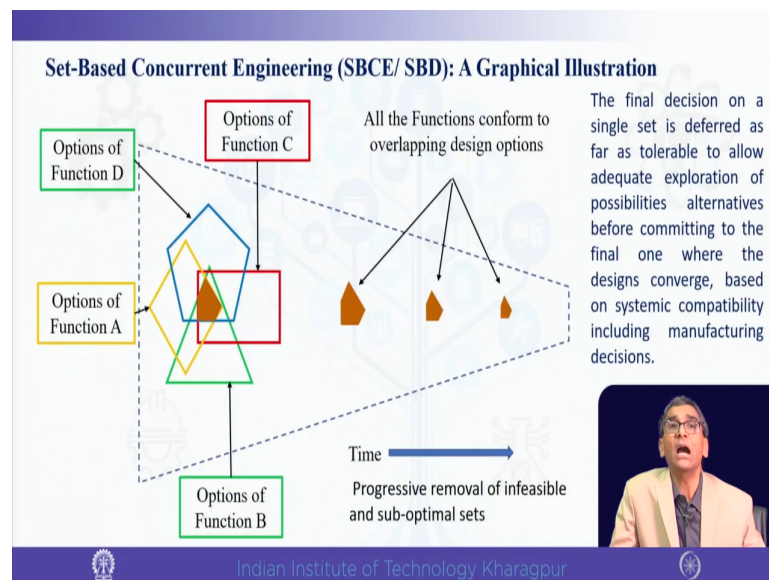 Set-Based Concurrent Engineering (SBCE/ SBD): A Graphical Illustration
Options of
Function D
Options of
Function C
All the Functions conform to
overlapping design options
Options of
Function A
Options of
Function B
Time
Progressive removal of infeasible
and sub-optimal sets
The final decision on a
single set is deferred as
far as tolerable to allow
adequate exploration of
possibilities alternatives
before committing to the
final one where the
designs converge, based
on systemic compatibility
including manufacturing
decisions.
Indian Institute of Technology Kharagpur